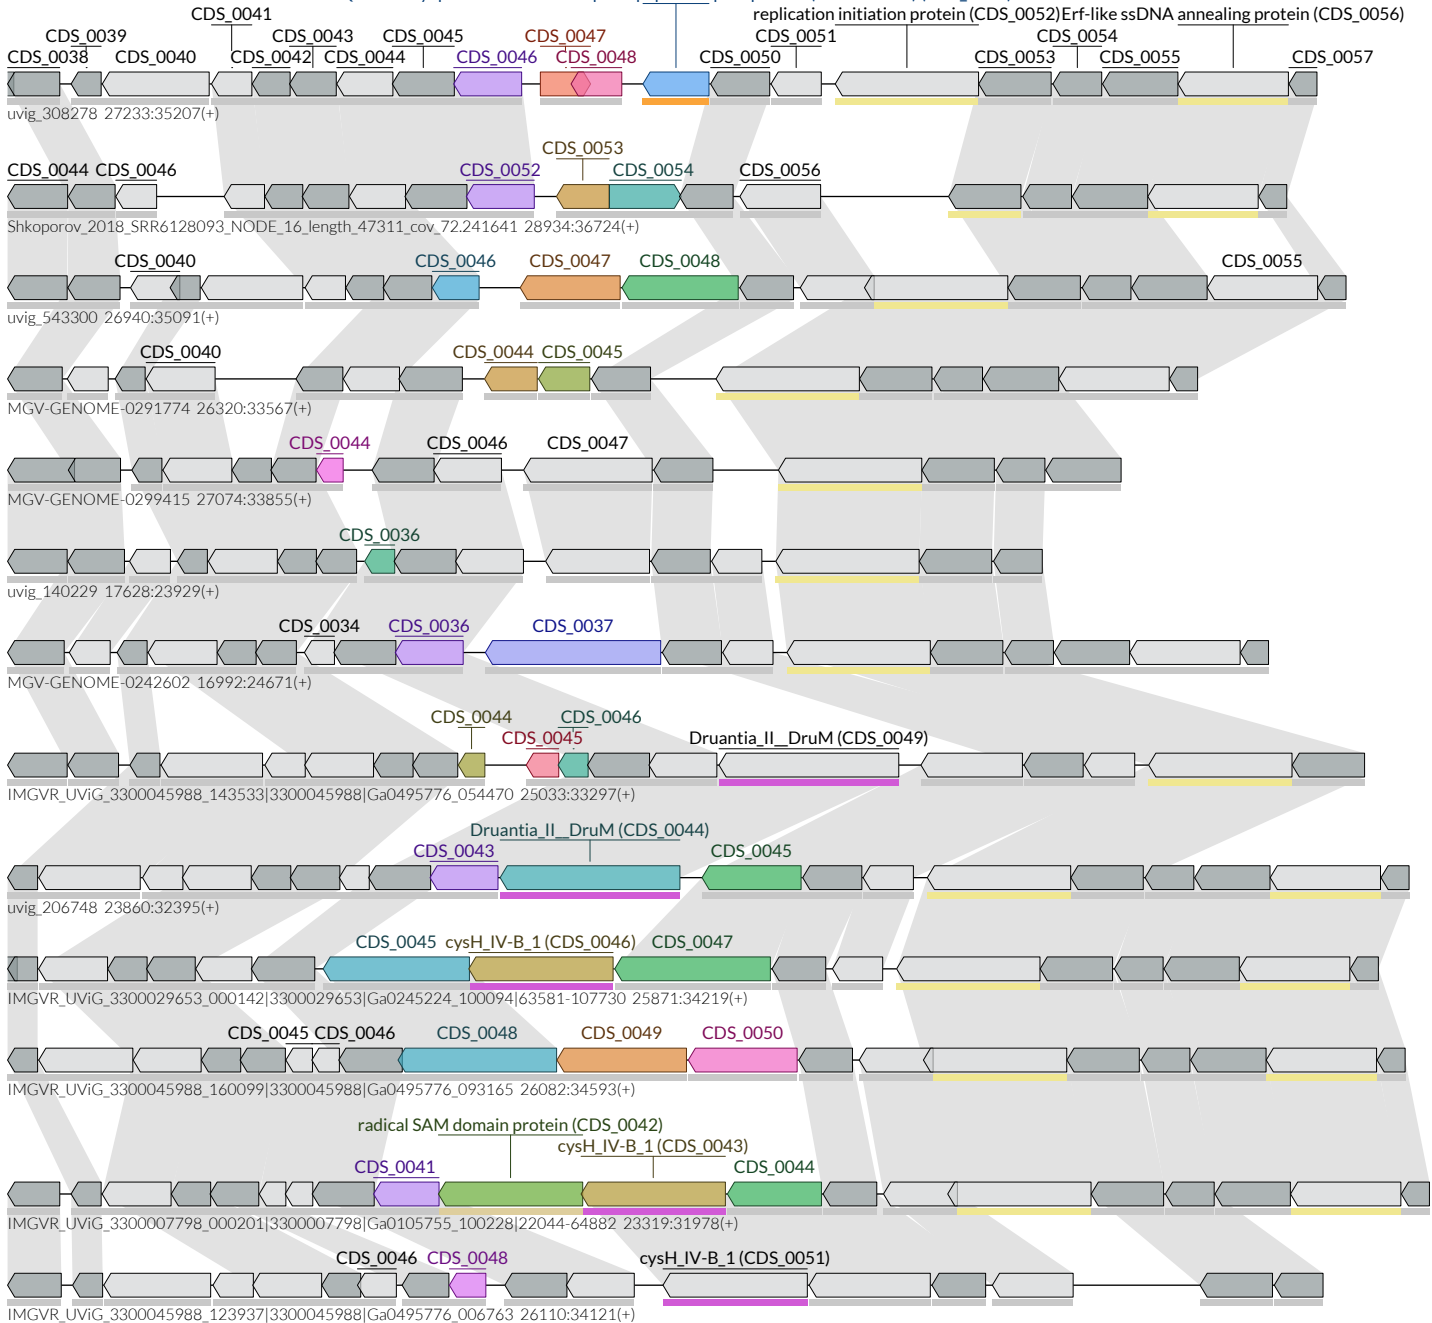 CDS_0041 replication initiation protein (CDS_0052)Erf-like ssDNA annealing protein (CDS_0056)
CDS_0039 CDS_0043 CDS_0045 CDS_0047 CDS_0051 CDS_0054
CDS_0038 CDS_0040 CDS_0042 CDS_0044 CDS_0046 CDS_0048 CDS_0050 CDS_0053 CDS_0055 CDS_0057
uvig_308278 27233:35207(+)
CDS_0053
CDS_0044 CDS_0046 CDS_0052 CDS_0054 CDS_0056
Shkoporov_2018_SRR6128093_NODE_16_length_47311_cov_72.241641 28934:36724(+)
CDS_0040 CDS_0046 CDS_0047 CDS_0048 CDS_0055
uvig_543300 26940:35091(+)
CDS_0040 CDS_0044 CDS_0045
MGV-GENOME-0291774 26320:33567(+)
CDS_0044 CDS_0046 CDS_0047
MGV-GENOME-0299415 27074:33855(+)
CDS_0036
uvig_140229 17628:23929(+)
CDS_0034 CDS_0036 CDS_0037
MGV-GENOME-0242602 16992:24671(+)
CDS_0044 CDS_0046
CDS_0045 Druantia_II__DruM (CDS_0049)
IMGVR_UViG_3300045988_143533|3300045988|Ga0495776_054470 25033:33297(+)
Druantia_II__DruM (CDS_0044)
CDS_0043 CDS_0045
uvig_206748 23860:32395(+)
CDS_0045 cysH_IV-B_1 (CDS_0046) CDS_0047
IMGVR_UViG_3300029653_000142|3300029653|Ga0245224_100094|63581-107730 25871:34219(+)
CDS_0045 CDS_0046 CDS_0048 CDS_0049 CDS_0050
IMGVR_UViG_3300045988_160099|3300045988|Ga0495776_093165 26082:34593(+)
radical SAM domain protein (CDS_0042)
cysH_IV-B_1 (CDS_0043)
CDS_0041 CDS_0044
IMGVR_UViG_3300007798_000201|3300007798|Ga0105755_100228|22044-64882 23319:31978(+)
CDS_0046 CDS_0048 cysH_IV-B_1 (CDS_0051)
IMGVR_UViG_3300045988_123937|3300045988|Ga0495776_006763 26110:34121(+)